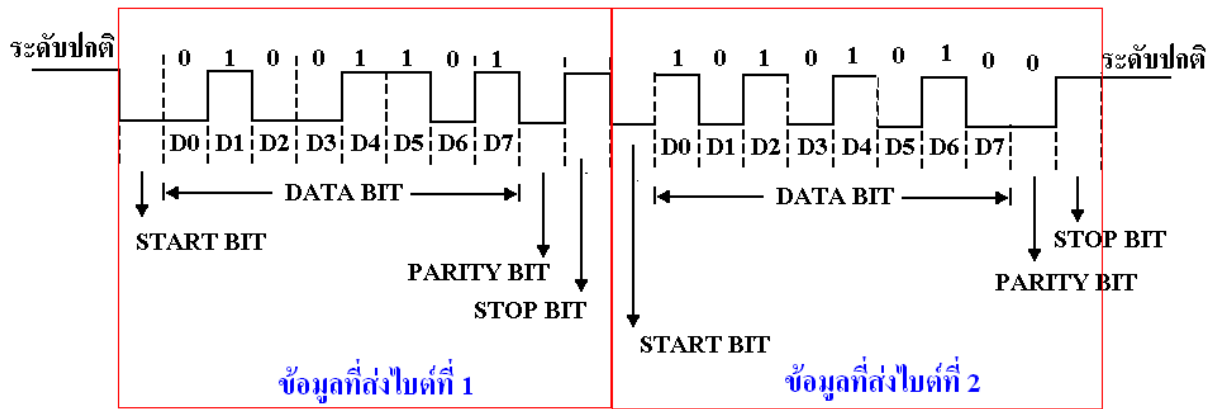 ระดับปกติ
0 1 0 0 1 1 0 1
1 0 1 0 1 0 1 0 0
ระดับปกติ
D0 D1 D2 D3 D4 D5 D6 D7
D0 D1 D2 D3 D4 D5 D6 D7
DATA BIT
DATA BIT
START BIT
STOP BIT
PARITY BIT
PARITY BIT
STOP BIT
START BIT
ข้อมูลที่ส่งไบต์ที่ 1
ข้อมูลที่ส่งไบต์ที่ 2